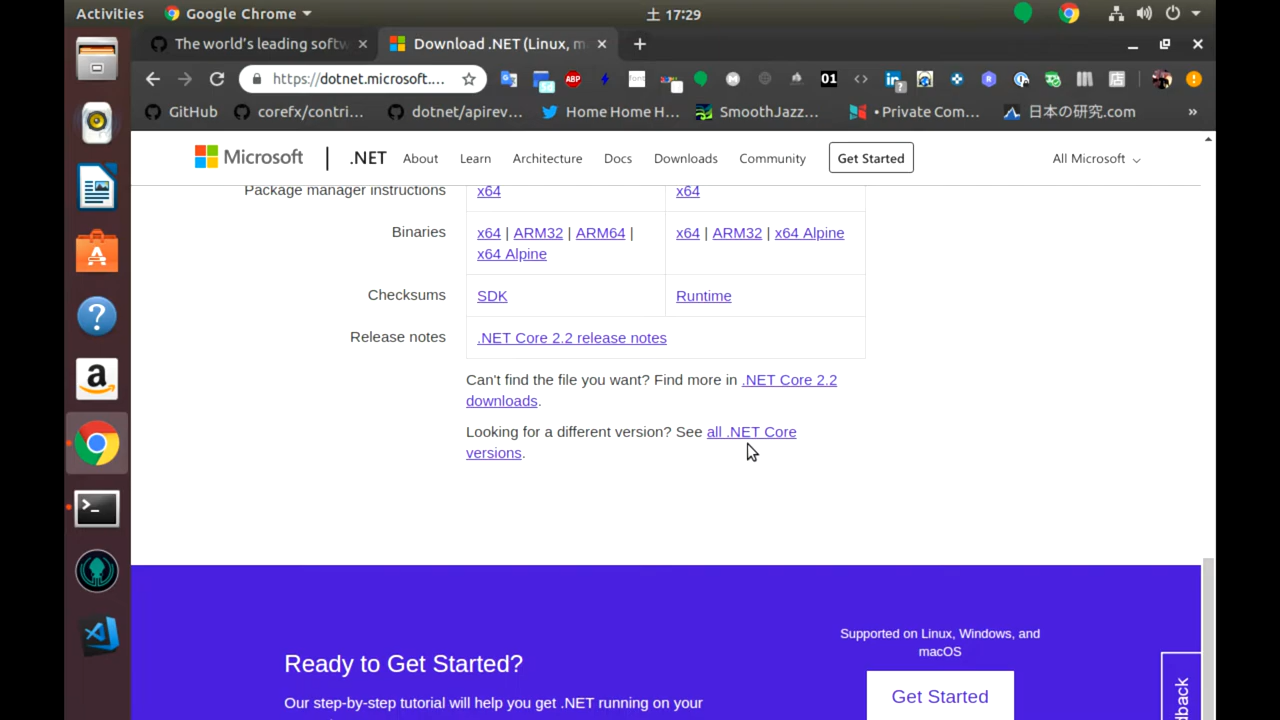 Activities Google Chrome 土 17:29
The world's leading softw Download .NET (Linux, m
https://dotnet.microsoft....
ABP font 01
GitHub corefx/contri... dotnet/apirev... Home Home H... SmoothJazz... • Private Com... 日本の研究.com »
Microsoft .NET About Learn Architecture Docs Downloads Community Get Started All Microsoft
Package manager instructions x64 x64
Binaries x64 | ARM32 | ARM64 | x64 | ARM32 | x64 Alpine
x64 Alpine
Checksums SDK Runtime
Release notes .NET Core 2.2 release notes
Can't find the file you want? Find more in .NET Core 2.2
downloads.
Looking for a different version? See all .NET Core
versions.
Supported on Linux, Windows, and
macOS
Ready to Get Started?
Get Started
Our step-by-step tutorial will help you get .NET running on your